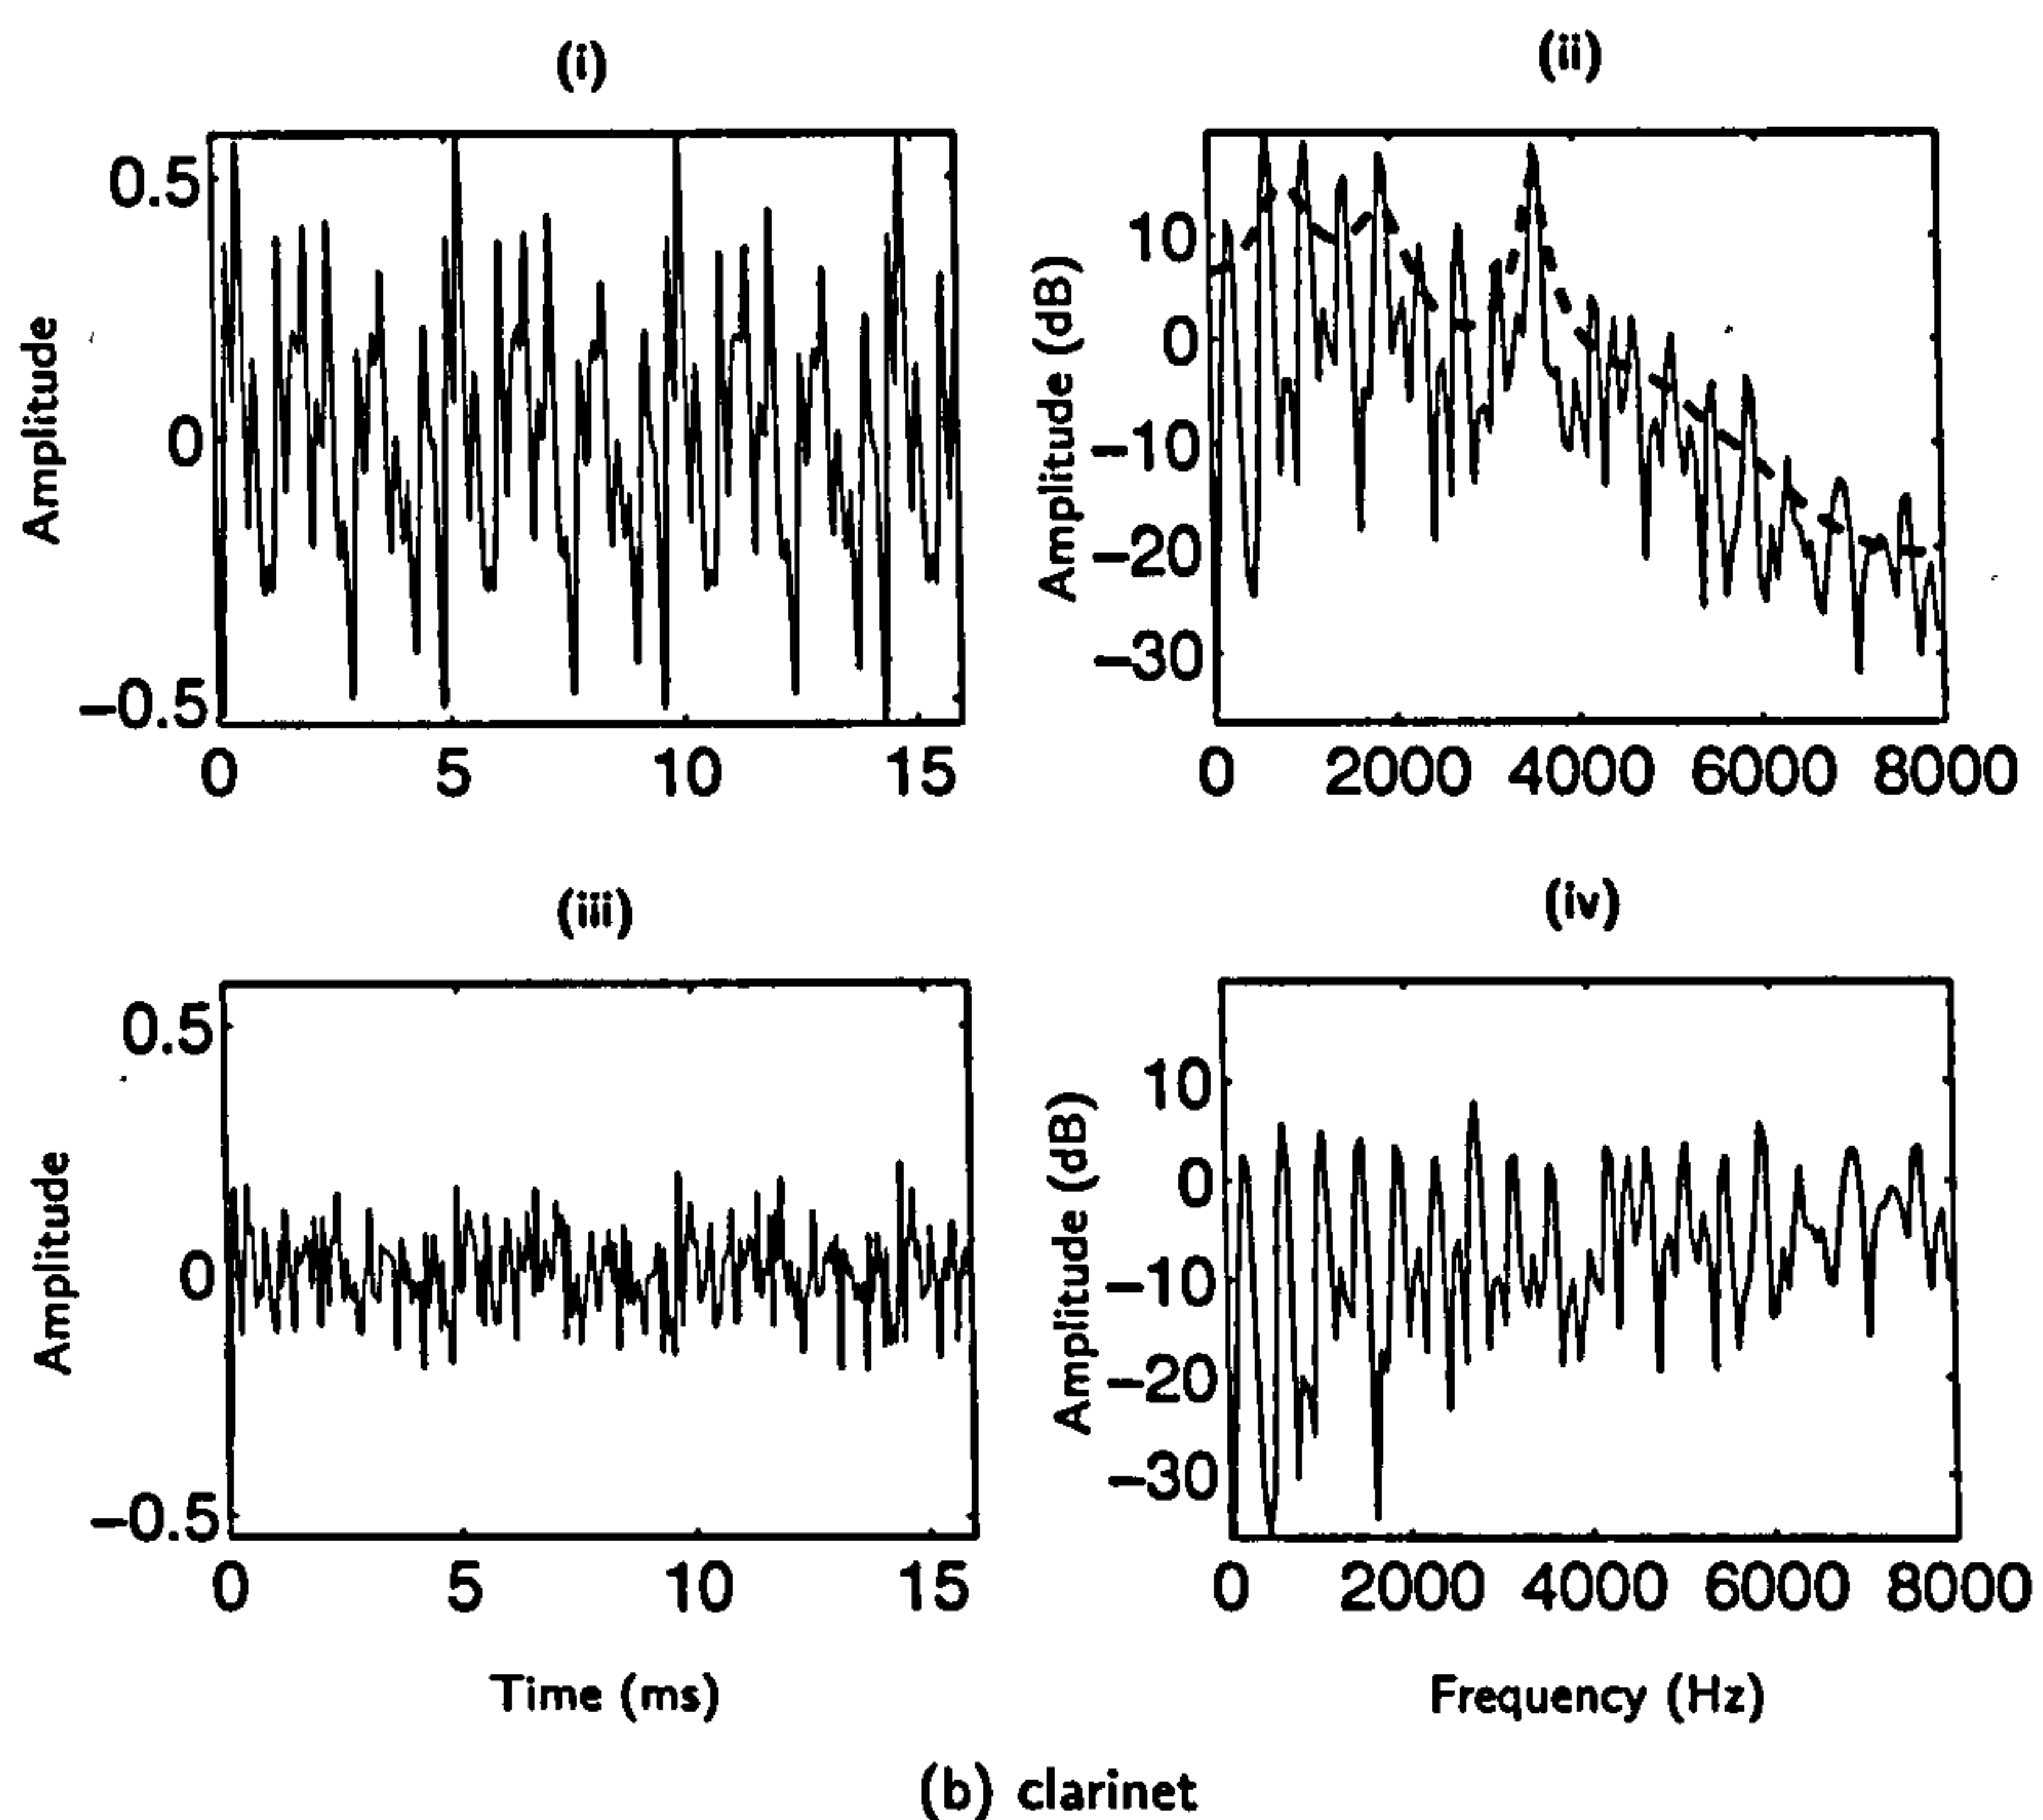 (i)
(ii)
Amplitude
0.5
0
−0.5
0 5 10 15
Amplitude (dB)
10
0
−10
−20
−30
0 2000 4000 6000 8000
(iii)
(iv)
Amplitude
0.5
0
−0.5
0 5 10 15
Time (ms)
Amplitude (dB)
10
0
−10
−20
−30
0 2000 4000 6000 8000
Frequency (Hz)
(b) clarinet